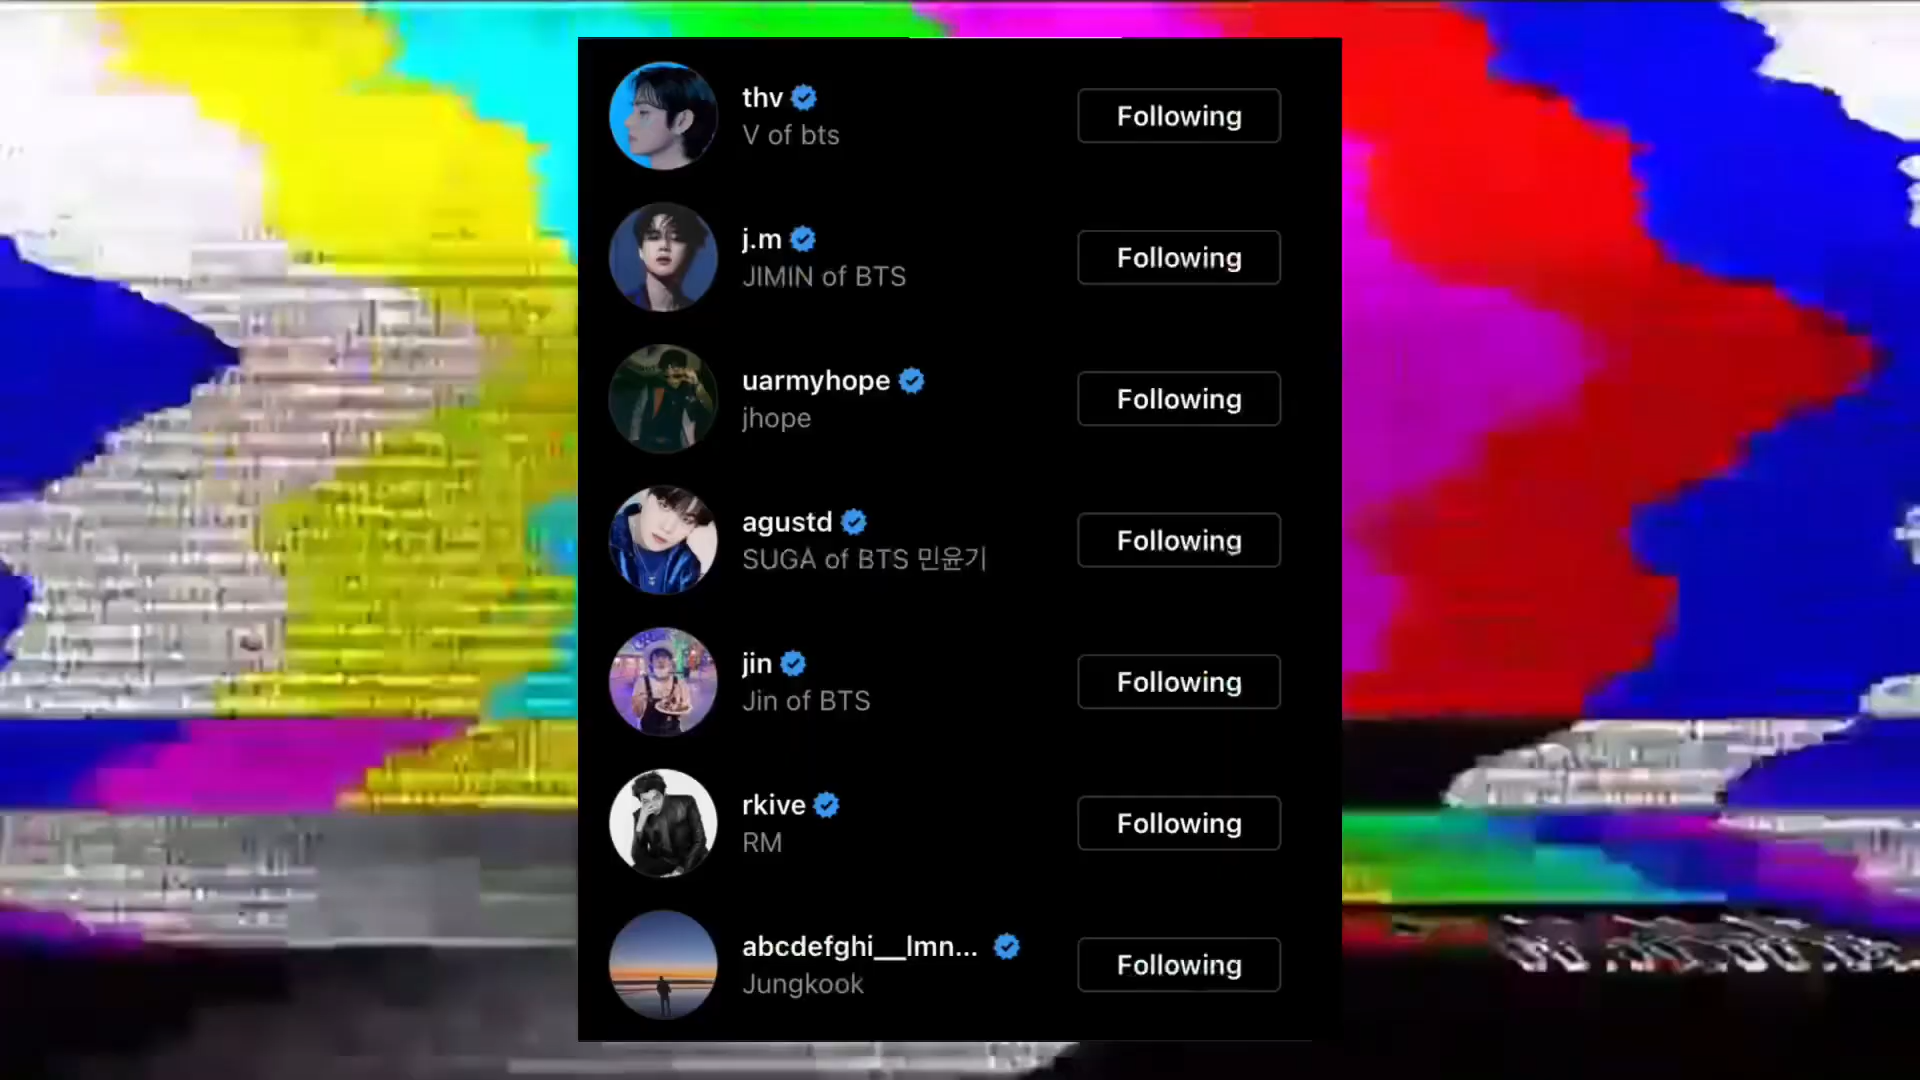 thv
V of bts
Following
j.m
JIMIN of BTS
Following
uarmyhope
jhope
Following
agustd
SUGA of BTS 민윤기
Following
jin
Jin of BTS
Following
rkive
RM
Following
abcdefghi__lmn...
Jungkook
Following